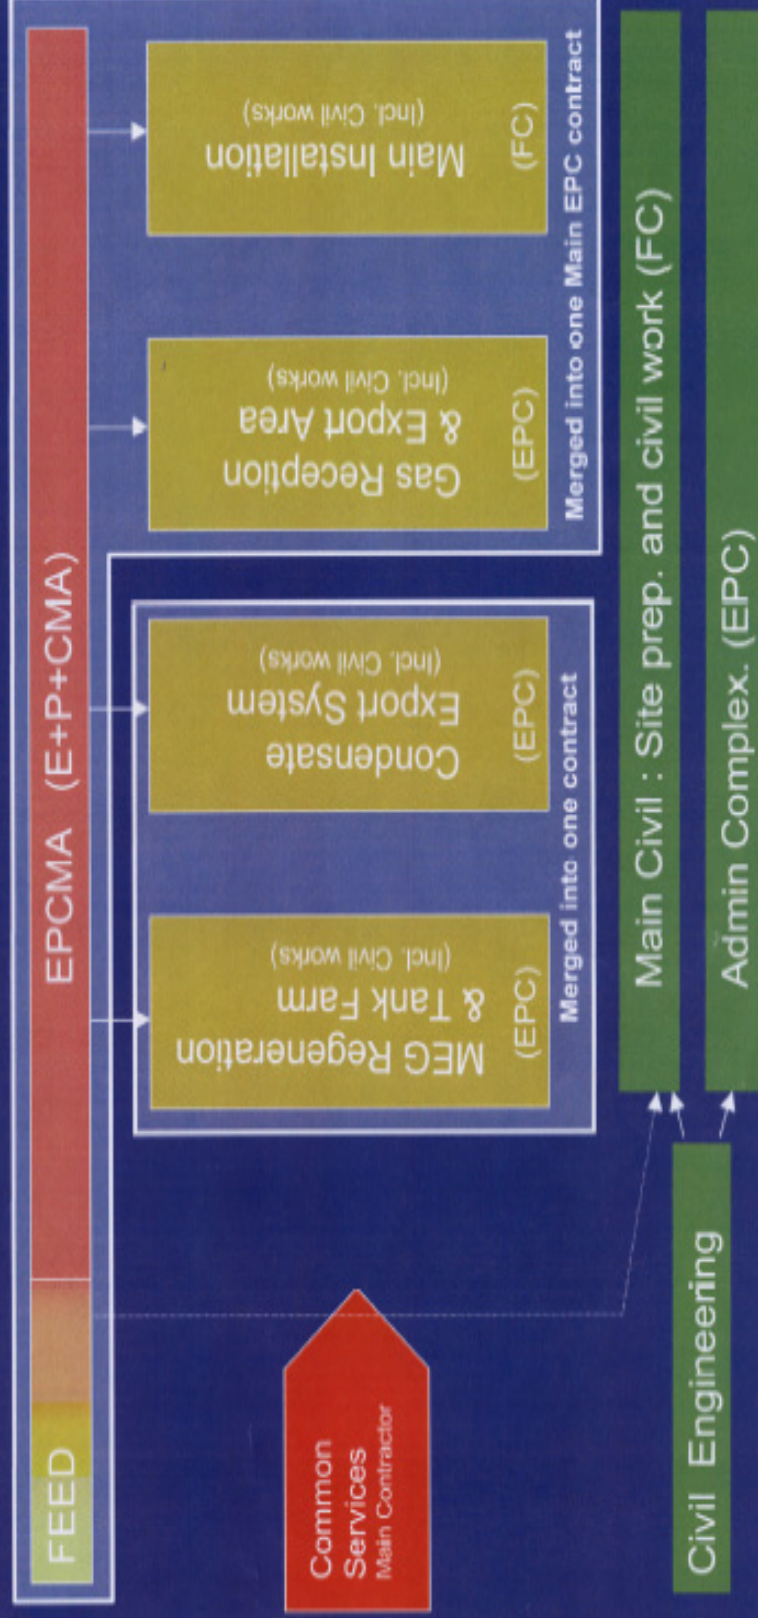 FEED
EPCMA (E+P+CMA)
MEG Regeneration
& Tank Farm
(Incl. Civil works)
(EPC)
Condensate
Export System
(Incl. Civil works)
(EPC)
Merged into one contract
Gas Reception
& Export Area
(Incl. Civil works)
(EPC)
Main Installation
(Incl. Civil works)
(FC)
Merged into one Main EPC contract
Common
Services
Main Contractor
Main Civil : Site prep. and civil work (FC)
Civil Engineering
Admin Complex. (EPC)